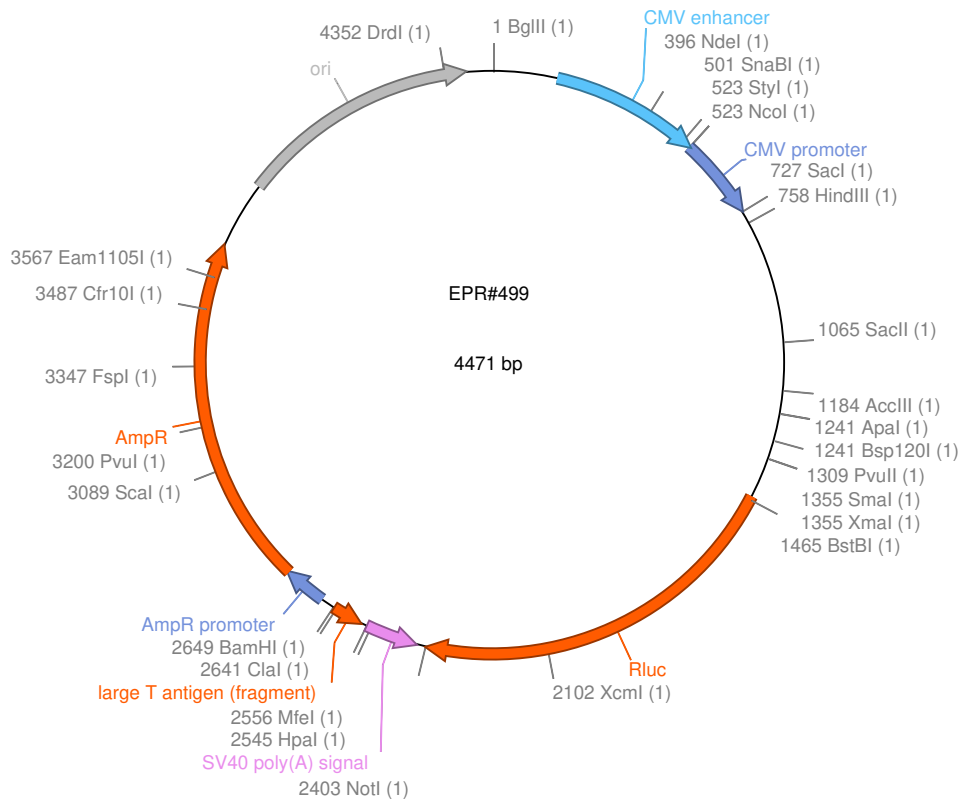 4352 DrdI (1)
1 BglII (1)
CMV enhancer
396 NdeI (1)
501 SnaBI (1)
523 StyI (1)
523 NcoI (1)
ori
CMV promoter
727 SacI (1)
758 HindIII (1)
3567 Eam1105I (1)
3487 Cfr10I (1)
EPR#499
1065 SacII (1)
3347 FspI (1)
4471 bp
1184 AccIII (1)
1241 ApaI (1)
1241 Bsp120I (1)
AmpR
3200 PvuI (1)
1309 PvuII (1)
3089 ScaI (1)
1355 SmaI (1)
1355 XmaI (1)
1465 BstBI (1)
AmpR promoter
2649 BamHI (1)
2641 ClaI (1)
Rluc
large T antigen (fragment)
2102 XcmI (1)
2556 MfeI (1)
2545 HpaI (1)
SV40 poly(A) signal
2403 NotI (1)